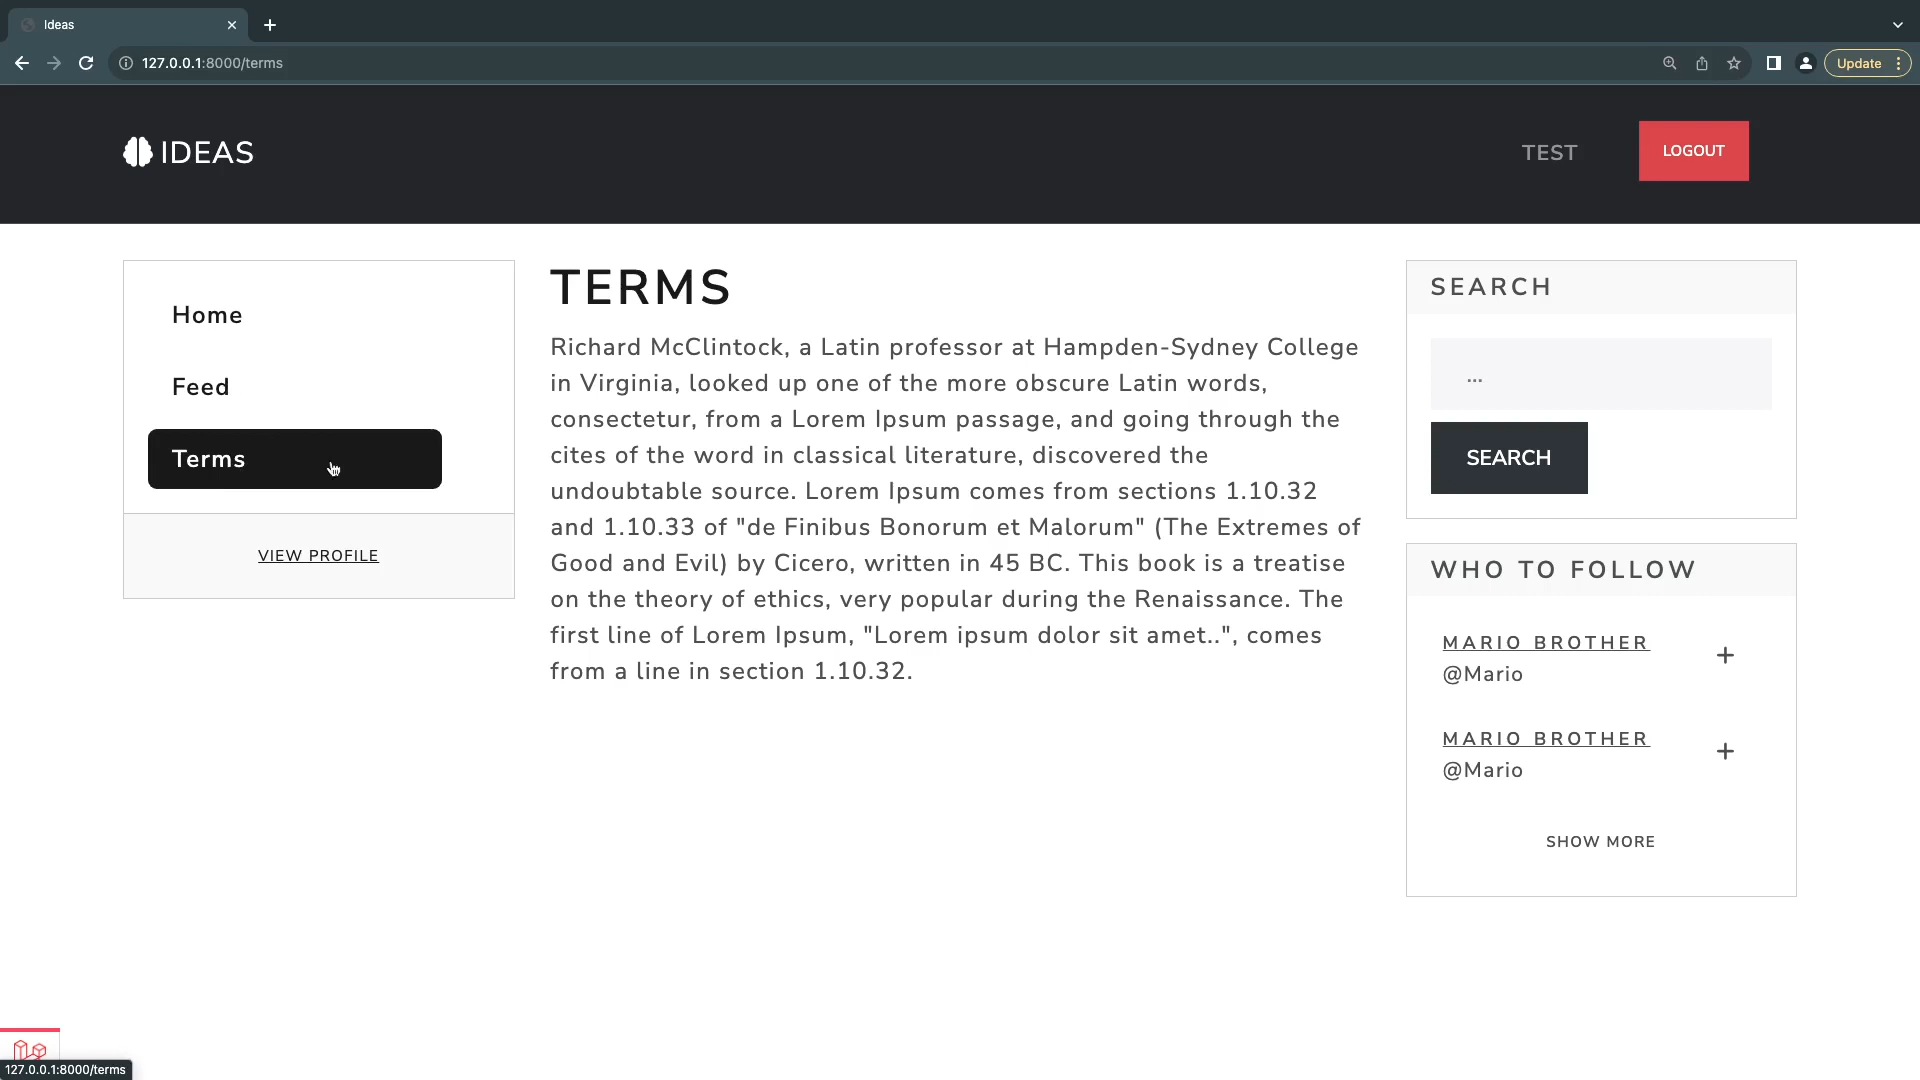 Ideas
127.0.0.1:8000/terms
Update
IDEAS
TEST
LOGOUT
Home
Feed
Terms
VIEW PROFILE
TERMS
Richard McClintock, a Latin professor at Hampden-Sydney College
in Virginia, looked up one of the more obscure Latin words,
consectetur, from a Lorem Ipsum passage, and going through the
cites of the word in classical literature, discovered the
undoubtable source. Lorem Ipsum comes from sections 1.10.32
and 1.10.33 of "de Finibus Bonorum et Malorum" (The Extremes of
Good and Evil) by Cicero, written in 45 BC. This book is a treatise
on the theory of ethics, very popular during the Renaissance. The
first line of Lorem Ipsum, "Lorem ipsum dolor sit amet..", comes
from a line in section 1.10.32.
SEARCH
...
SEARCH
WHO TO FOLLOW
MARIO BROTHER
@Mario
MARIO BROTHER
@Mario
SHOW MORE
127.0.0.1:8000/terms